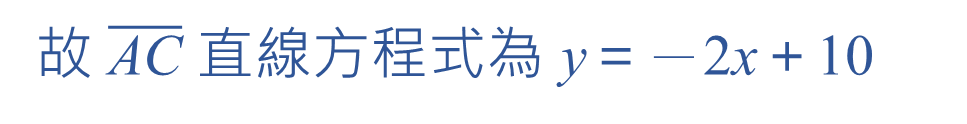 故 $\overline{AC}$ 直線方程式為 $y = -2x + 10$